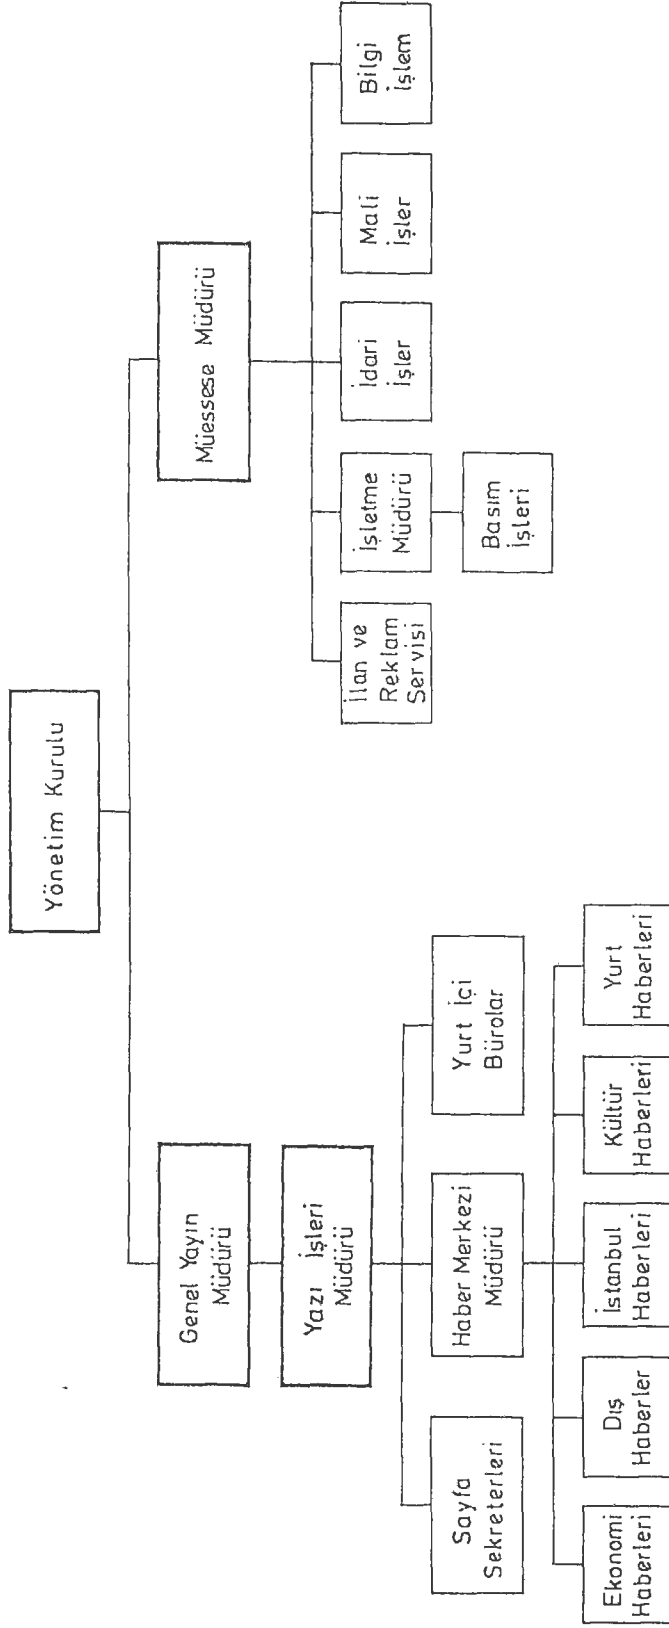 Yönetim Kurulu
Genel Yayın
Müdürü
Müessese Müdürü
Yazı İşleri
Müdürü
İlan ve
Reklam
Servisi
İşletme
Müdürü
İdari
İşler
Mali
İşler
Bilgi
İşlem
Basım
İşleri
Sayfa
Sekreterleri
Haber Merkezi
Müdürü
Yurt İçi
Bürolar
Ekonomi
Haberleri
Dış
Haberler
İstanbul
Haberleri
Kültür
Haberleri
Yurt
Haberleri